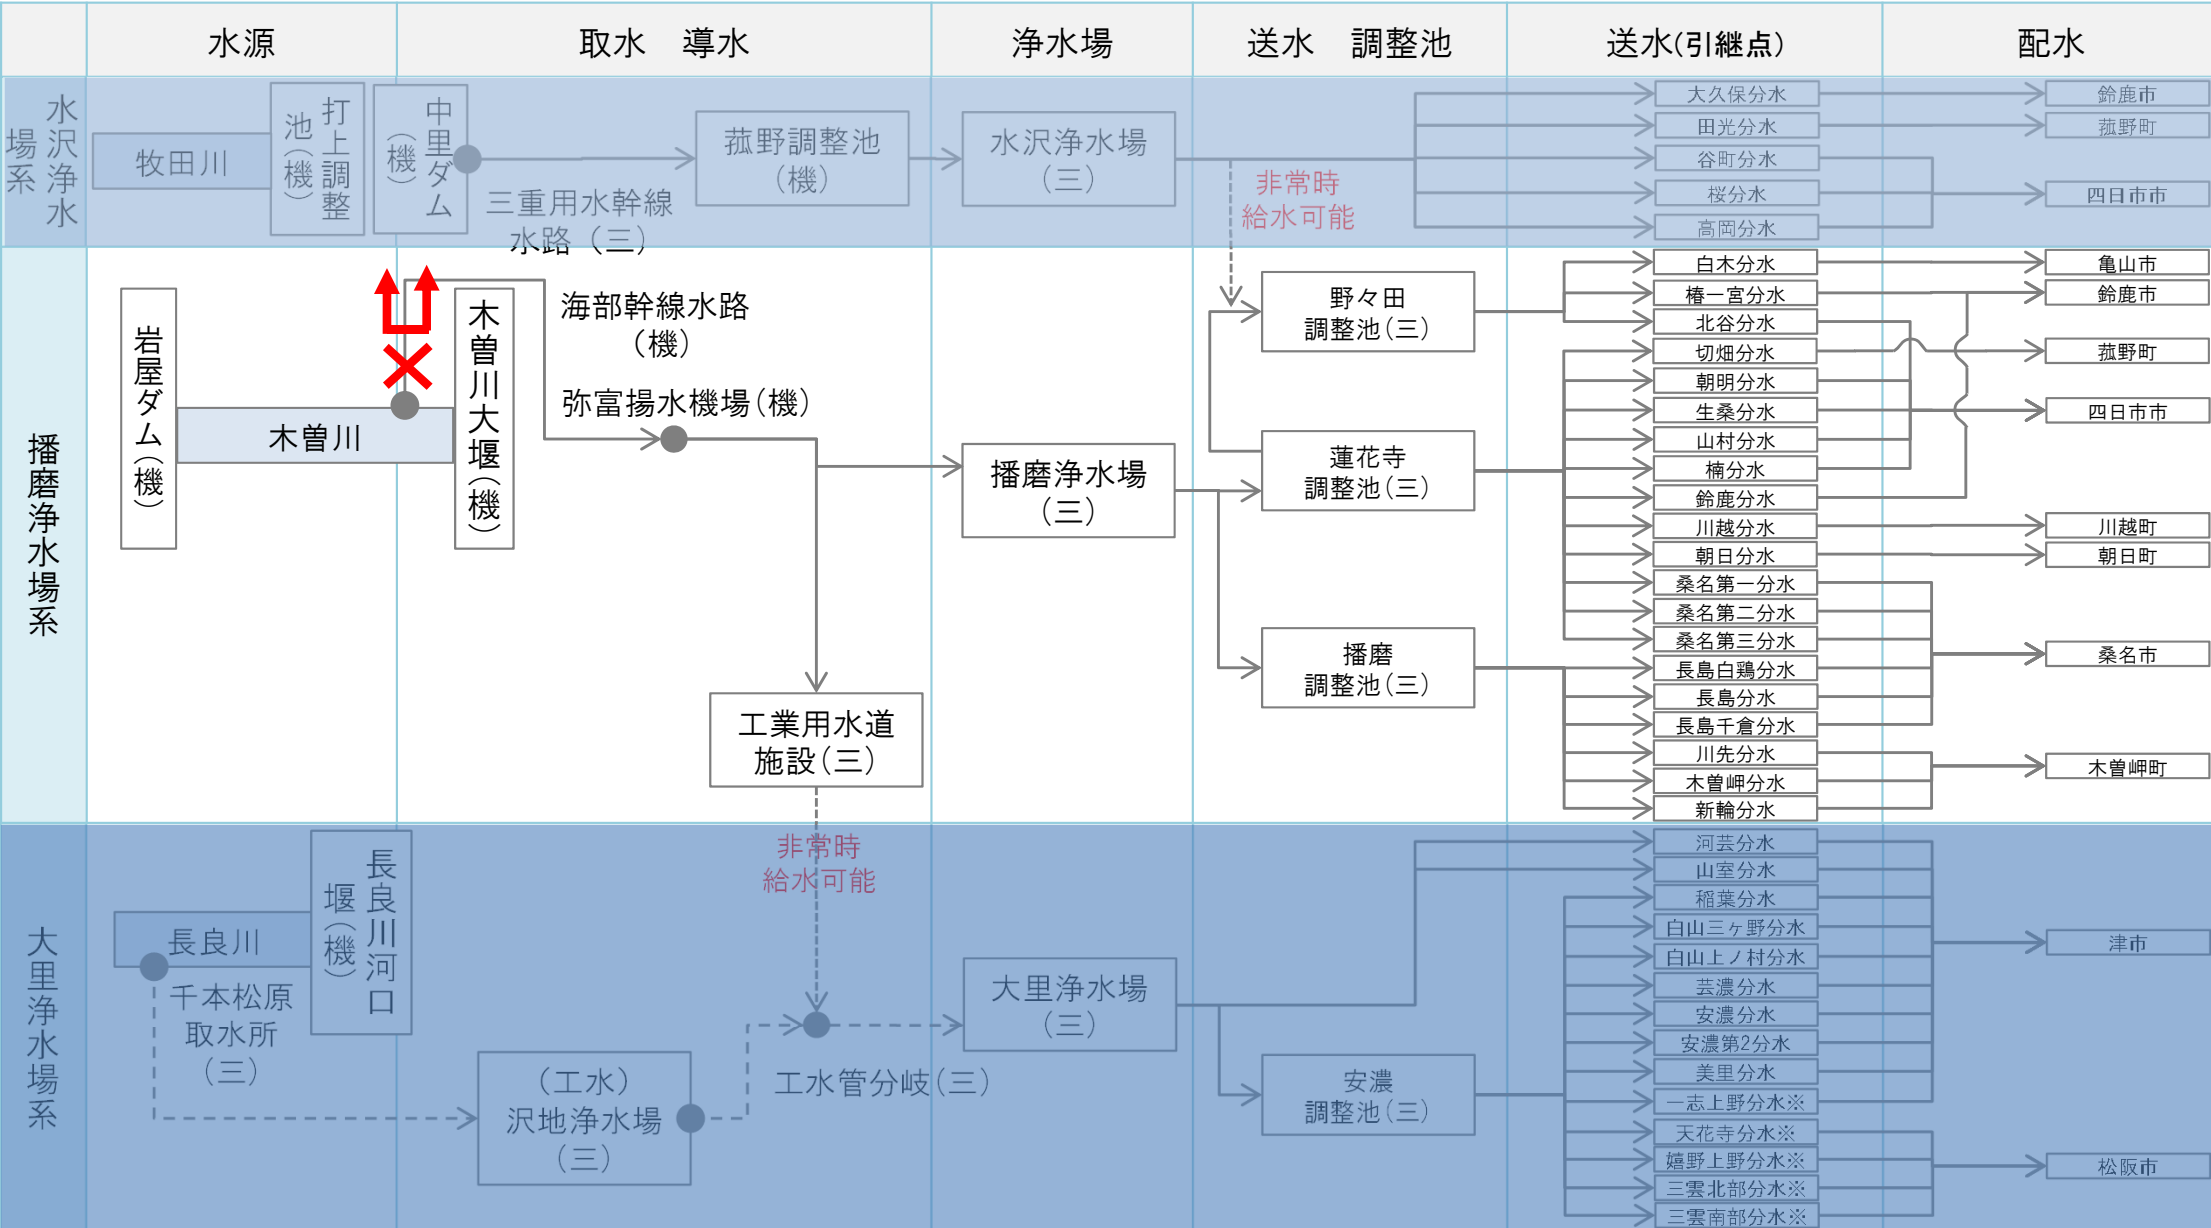 水源
取水　導水
浄水場
送水　調整池
送水(引継点)
配水
水沢浄水
場系
牧田川
打上調整
池(機)
中里ダム
(機)
三重用水幹線
水路（三）
菰野調整池
(機)
水沢浄水場
(三)
非常時
給水可能
大久保分水
田光分水
谷町分水
桜分水
高岡分水
鈴鹿市
菰野町
四日市市
播磨浄水場系
岩屋ダム(機)
木曽川
木曽川大堰(機)
海部幹線水路
（機）
弥富揚水機場(機)
工業用水道
施設(三)
播磨浄水場
(三)
野々田
調整池(三)
蓮花寺
調整池(三)
播磨
調整池(三)
白木分水
椿一宮分水
北谷分水
切畑分水
朝明分水
生桑分水
山村分水
楠分水
鈴鹿分水
川越分水
朝日分水
桑名第一分水
桑名第二分水
桑名第三分水
長島白鶏分水
長島分水
長島千倉分水
川先分水
木曽岬分水
新輪分水
亀山市
鈴鹿市
菰野町
四日市市
川越町
朝日町
桑名市
木曽岬町
大里浄水場系
長良川
長良川河口
堰(機)
千本松原
取水所
(三)
（工水）
沢地浄水場
(三)
非常時
給水可能
工水管分岐(三)
大里浄水場
(三)
安濃
調整池(三)
河芸分水
山室分水
稲葉分水
白山三ヶ野分水
白山上ノ村分水
芸濃分水
安濃分水
安濃第2分水
美里分水
一志上野分水※
天花寺分水※
嬉野上野分水※
三雲北部分水※
三雲南部分水※
津市
松阪市